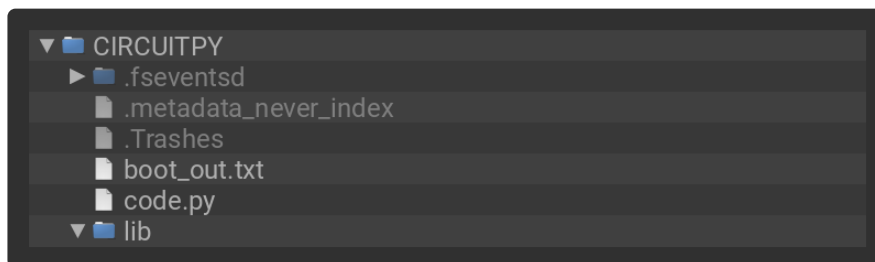 CIRCUITPY
.fseventsd
.metadata_never_index
.Trashes
boot_out.txt
code.py
lib